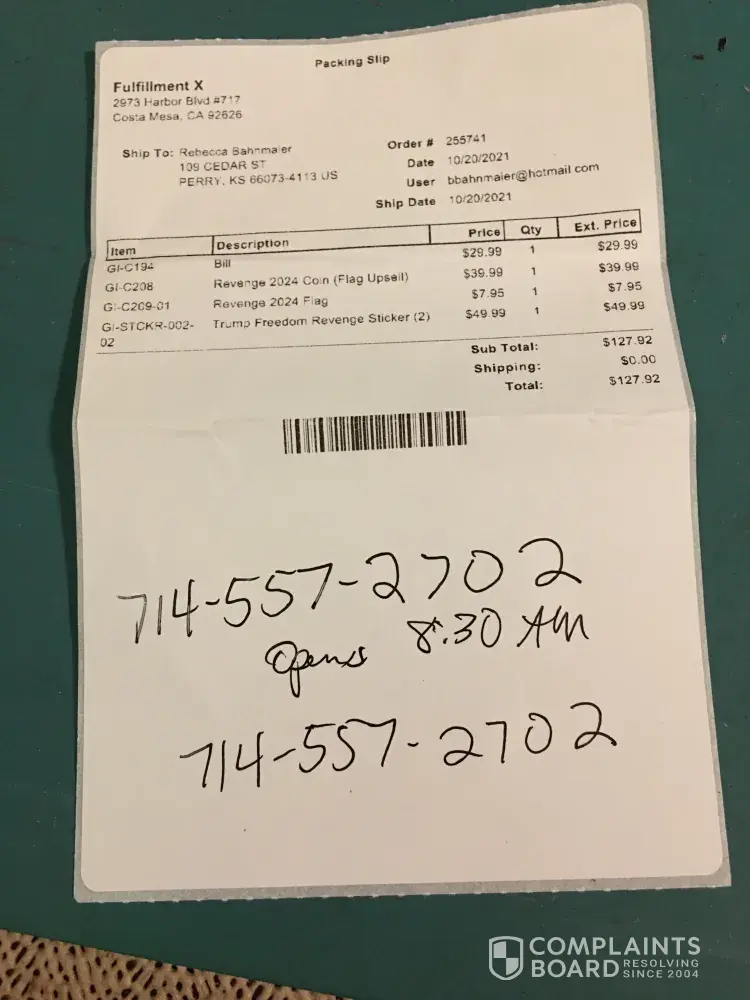 Packing Slip
Fulfillment X
2973 Harbor Blvd #717
Costa Mesa, CA 92626
Ship To: Rebecca Bahnmaier
109 CEDAR ST
PERRY, KS 66073-4113 US
Order # 255741
Date 10/20/2021
User bbahnmaier@hotmail.com
Ship Date 10/20/2021
Item Description Price Qty Ext. Price
GI-C194 Bill $29.99 1 $29.99
GI-C208 Revenge 2024 Coin (Flag Upsell) $39.99 1 $39.99
GI-C209-01 Revenge 2024 Flag $7.95 1 $7.95
GI-STCKR-002-02 Trump Freedom Revenge Sticker (2) $49.99 1 $49.99
Sub Total: $127.92
Shipping: $0.00
Total: $127.92
714-557-2702
Opens 8:30 AM
714-557-2702
COMPLAINTS
BOARD RESOLVING SINCE 2004